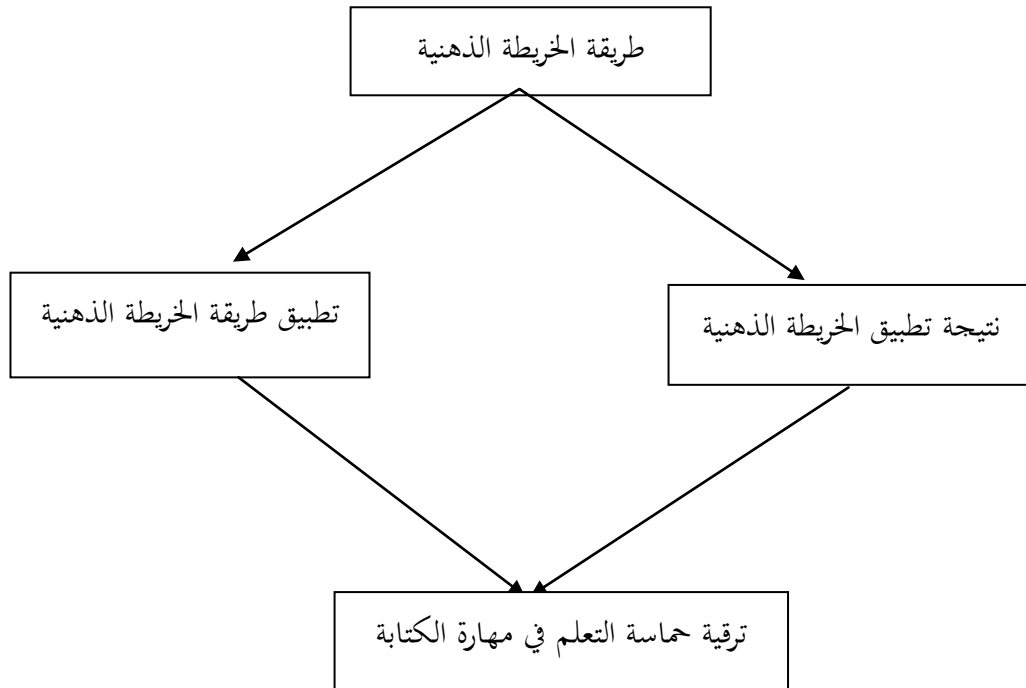 طريقة الخريطة الذهنية
نتيجة تطبيق الخريطة الذهنية
تطبيق طريقة الخريطة الذهنية
ترقية حماسة التعلم في مهارة الكتابة